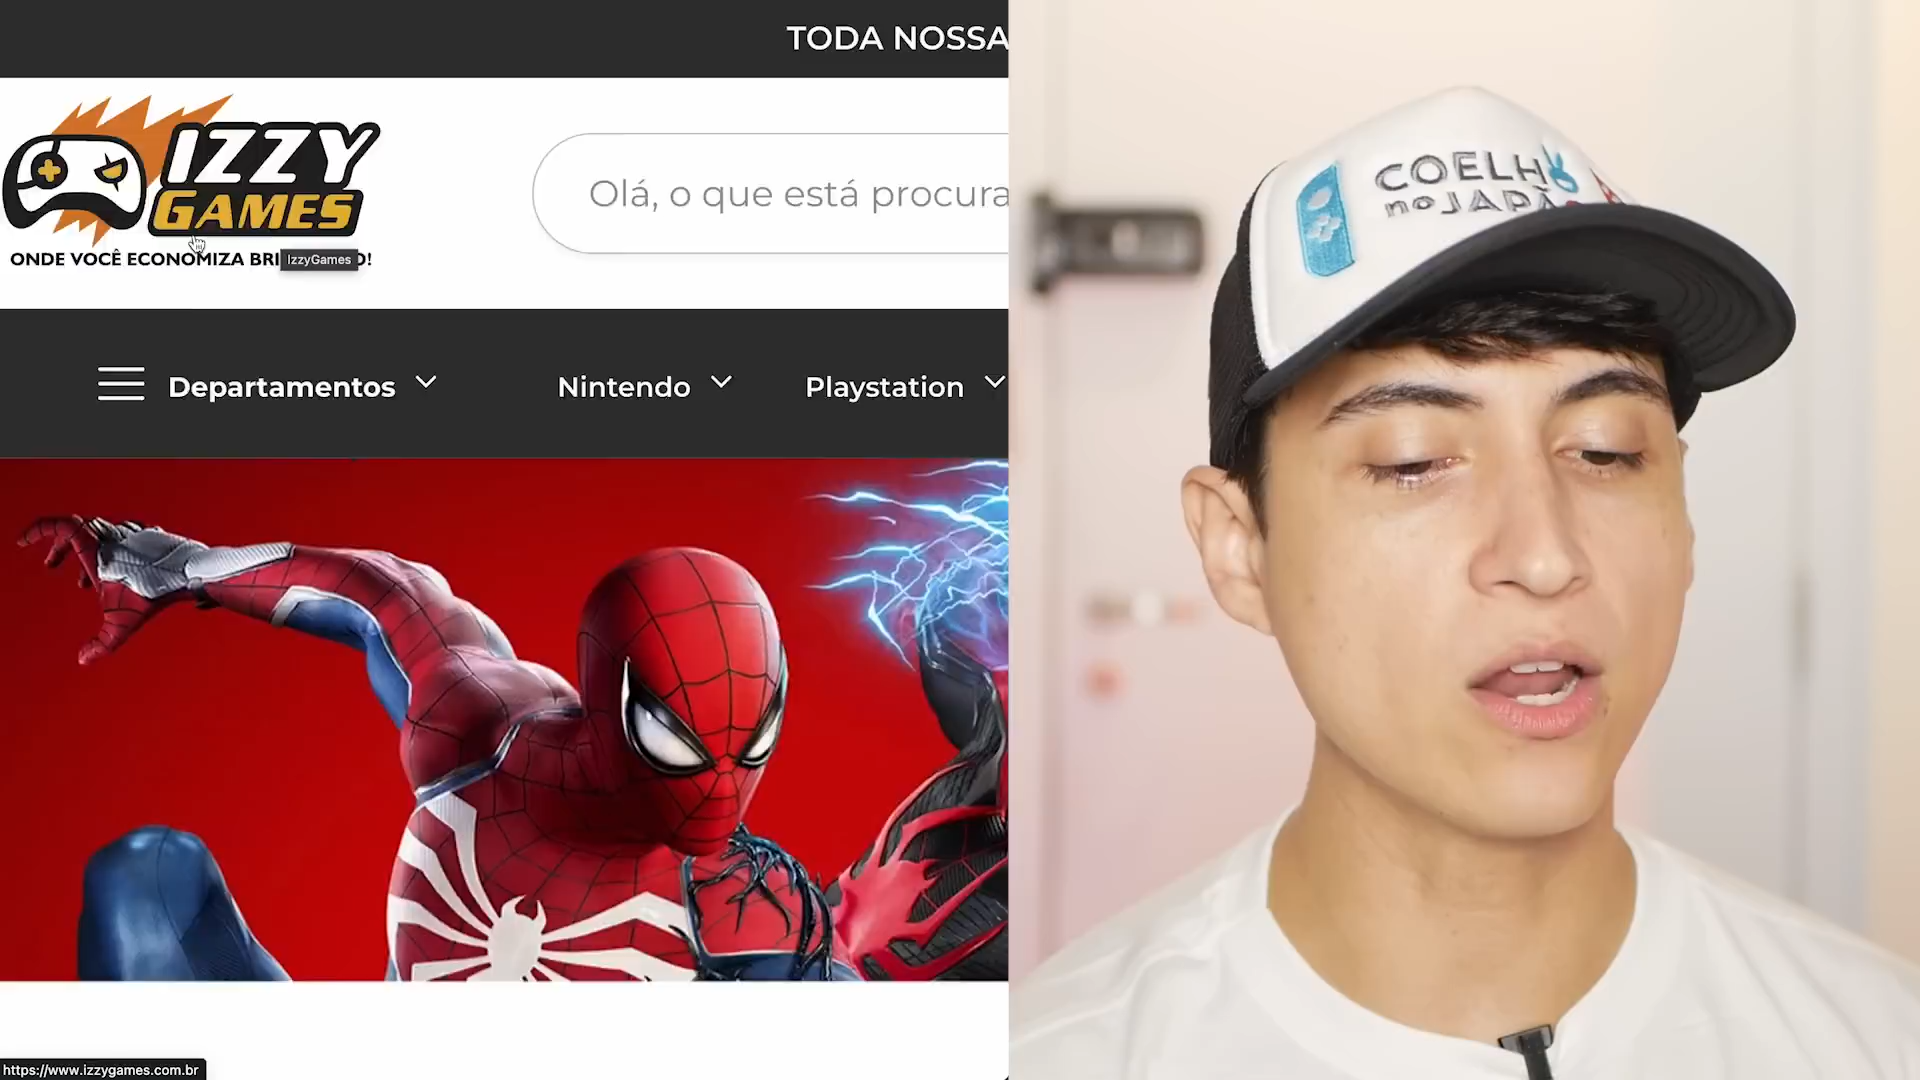 TODA NOSSA
IZZY
GAMES
ONDE VOCÊ ECONOMIZA
IzzyGames
Olá, o que está procura
Departamentos
Nintendo
Playstation
COELHO
no JAPÃO
https://www.izzygames.com.br